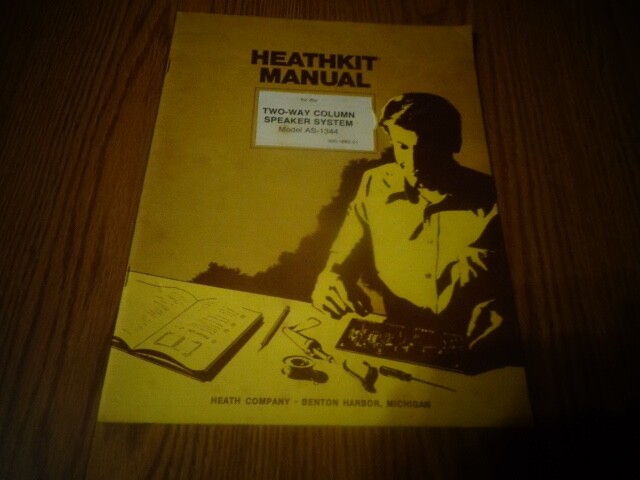 HEATHKIT
MANUAL
for the
TWO-WAY COLUMN
SPEAKER SYSTEM
Model AS-1344
HEATH COMPANY • BENTON HARBOR, MICHIGAN